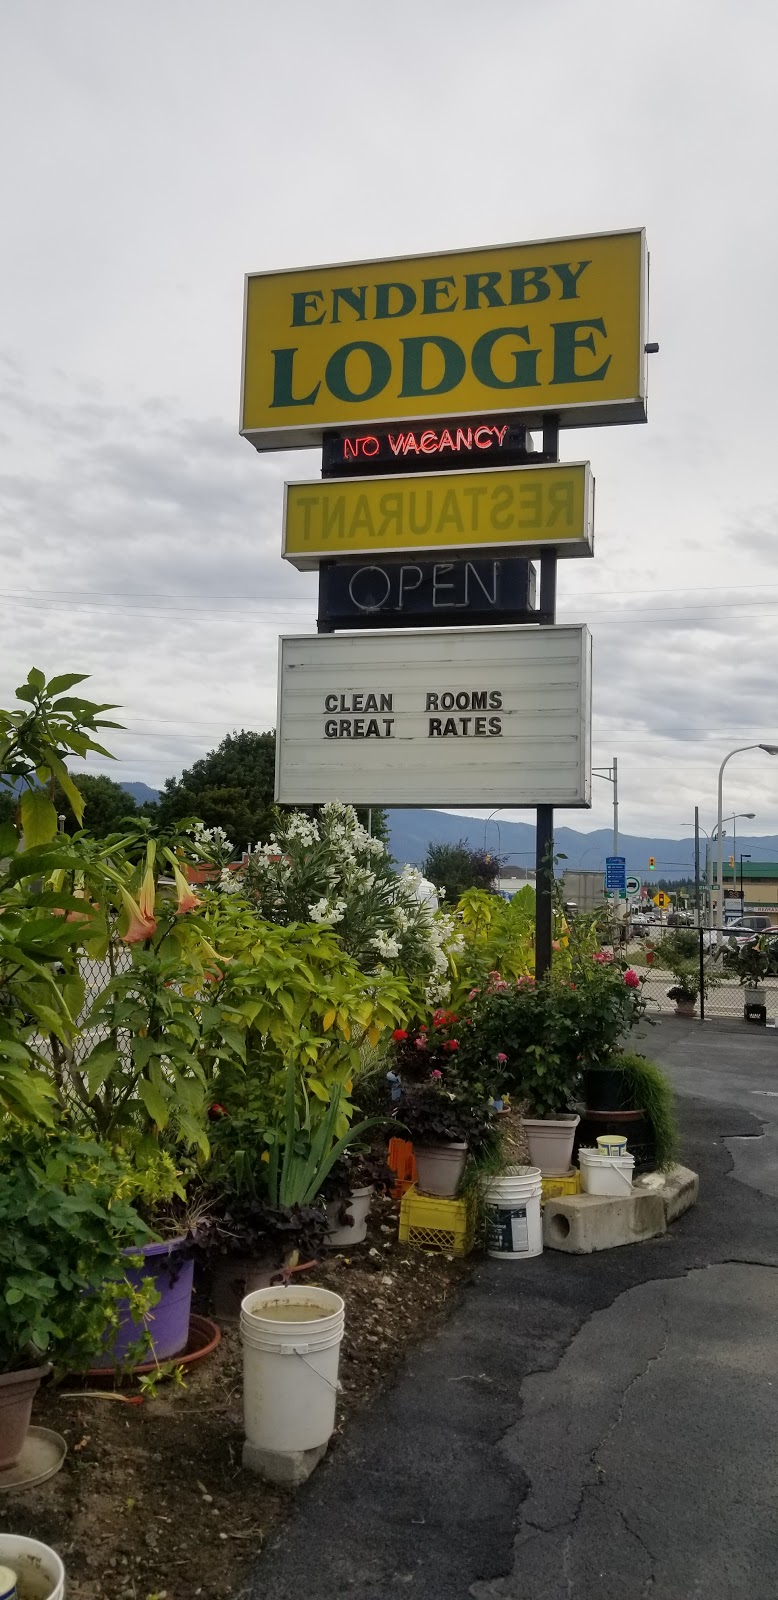 ENDERBY
LODGE
NO VACANCY
RESTAURANT
OPEN
CLEAN ROOMS
GREAT RATES